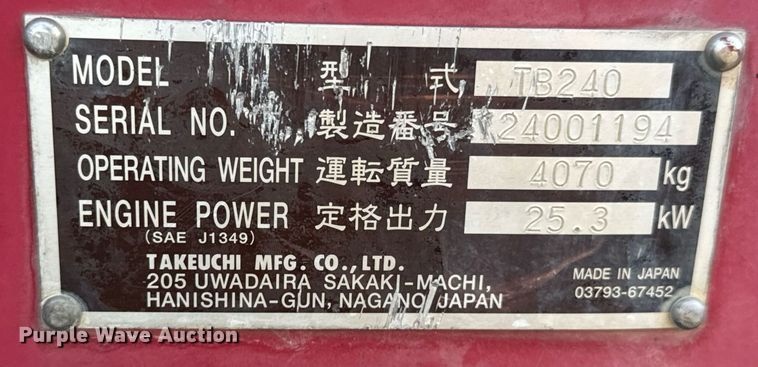 MODEL 型式 TB240
SERIAL NO. 製造番号 124001194
OPERATING WEIGHT 運転質量 4070 kg
ENGINE POWER 定格出力 25.3 kW
(SAE J1349)
TAKEUCHI MFG. CO.,LTD.
205 UWADAIRA SAKAKI-MACHI,
HANISHINA-GUN, NAGANO, JAPAN
MADE IN JAPAN
03793-67452
Purple Wave Auction